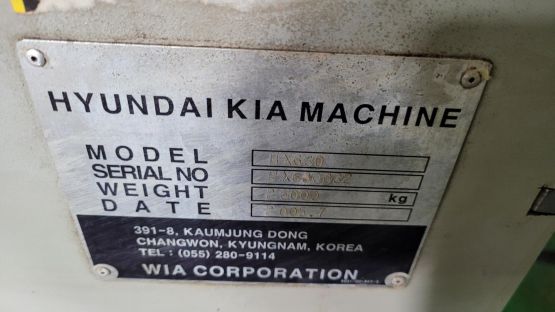 HYUNDAI KIA MACHINE
MODEL
SERIAL NO
WEIGHT kg
DATE
391-8, KAUMJUNG DONG
CHANGWON, KYUNGNAM, KOREA
TEL : (055) 280-9114
WIA CORPORATION